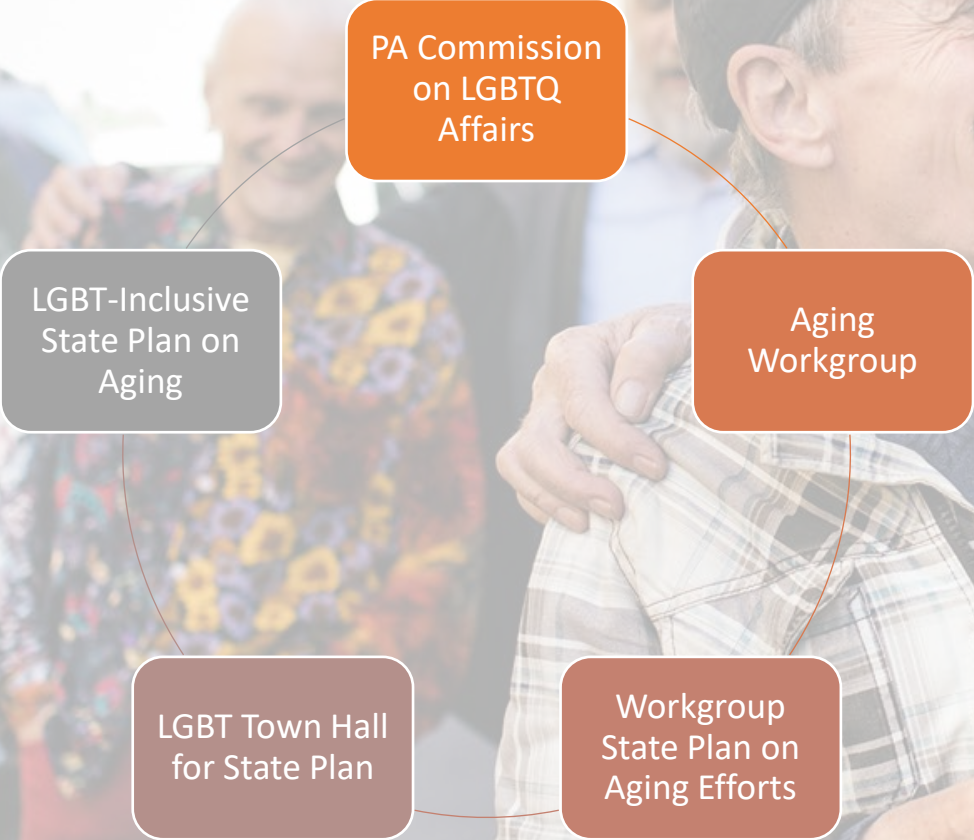 PA Commission
on LGBTQ
Affairs
Aging
Workgroup
Workgroup
State Plan on
Aging Efforts
LGBT Town Hall
for State Plan
LGBT-Inclusive
State Plan on
Aging